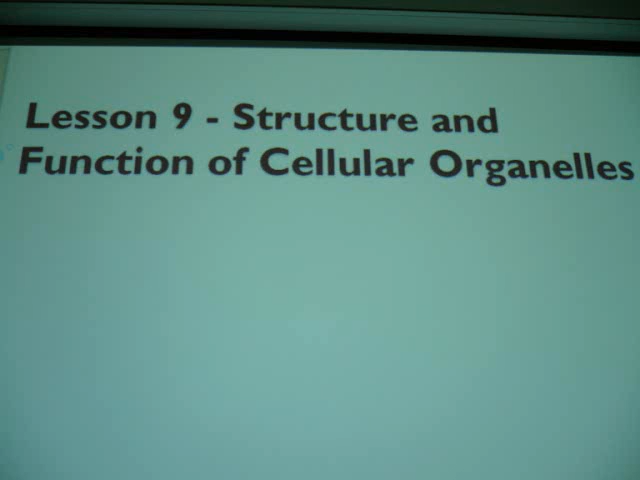 Lesson 9 - Structure and
Function of Cellular Organelles